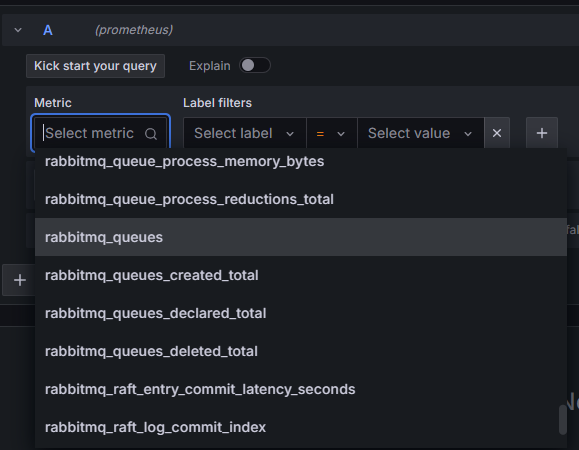 A (prometheus)
Kick start your query Explain
Metric Label filters
Select metric Select label = Select value × +
rabbitmq_queue_process_memory_bytes
rabbitmq_queue_process_reductions_total
rabbitmq_queues
+
rabbitmq_queues_created_total
rabbitmq_queues_declared_total
rabbitmq_queues_deleted_total
rabbitmq_raft_entry_commit_latency_seconds
rabbitmq_raft_log_commit_index